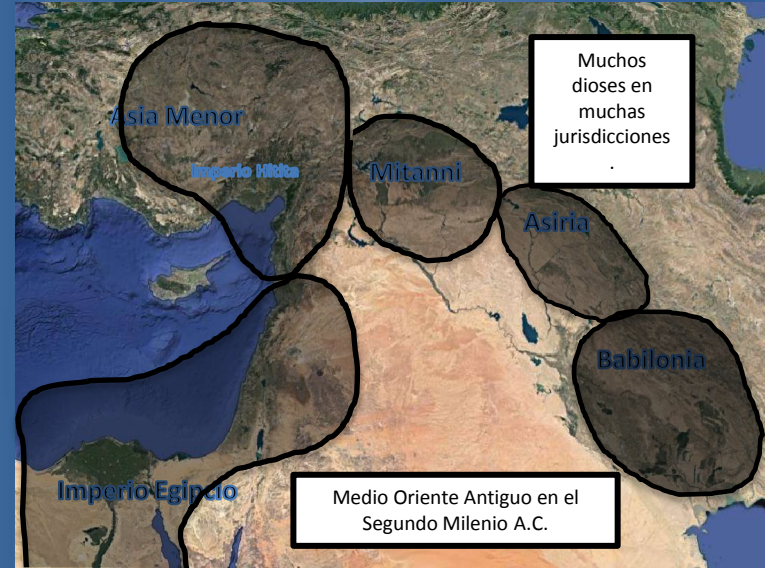 Muchos
dioses en
muchas
jurisdicciones
.
Asia Menor
Imperio Hitita
Mitanni
Asiria
Babilonia
Imperio Egipcio
Medio Oriente Antiguo en el
Segundo Milenio A.C.